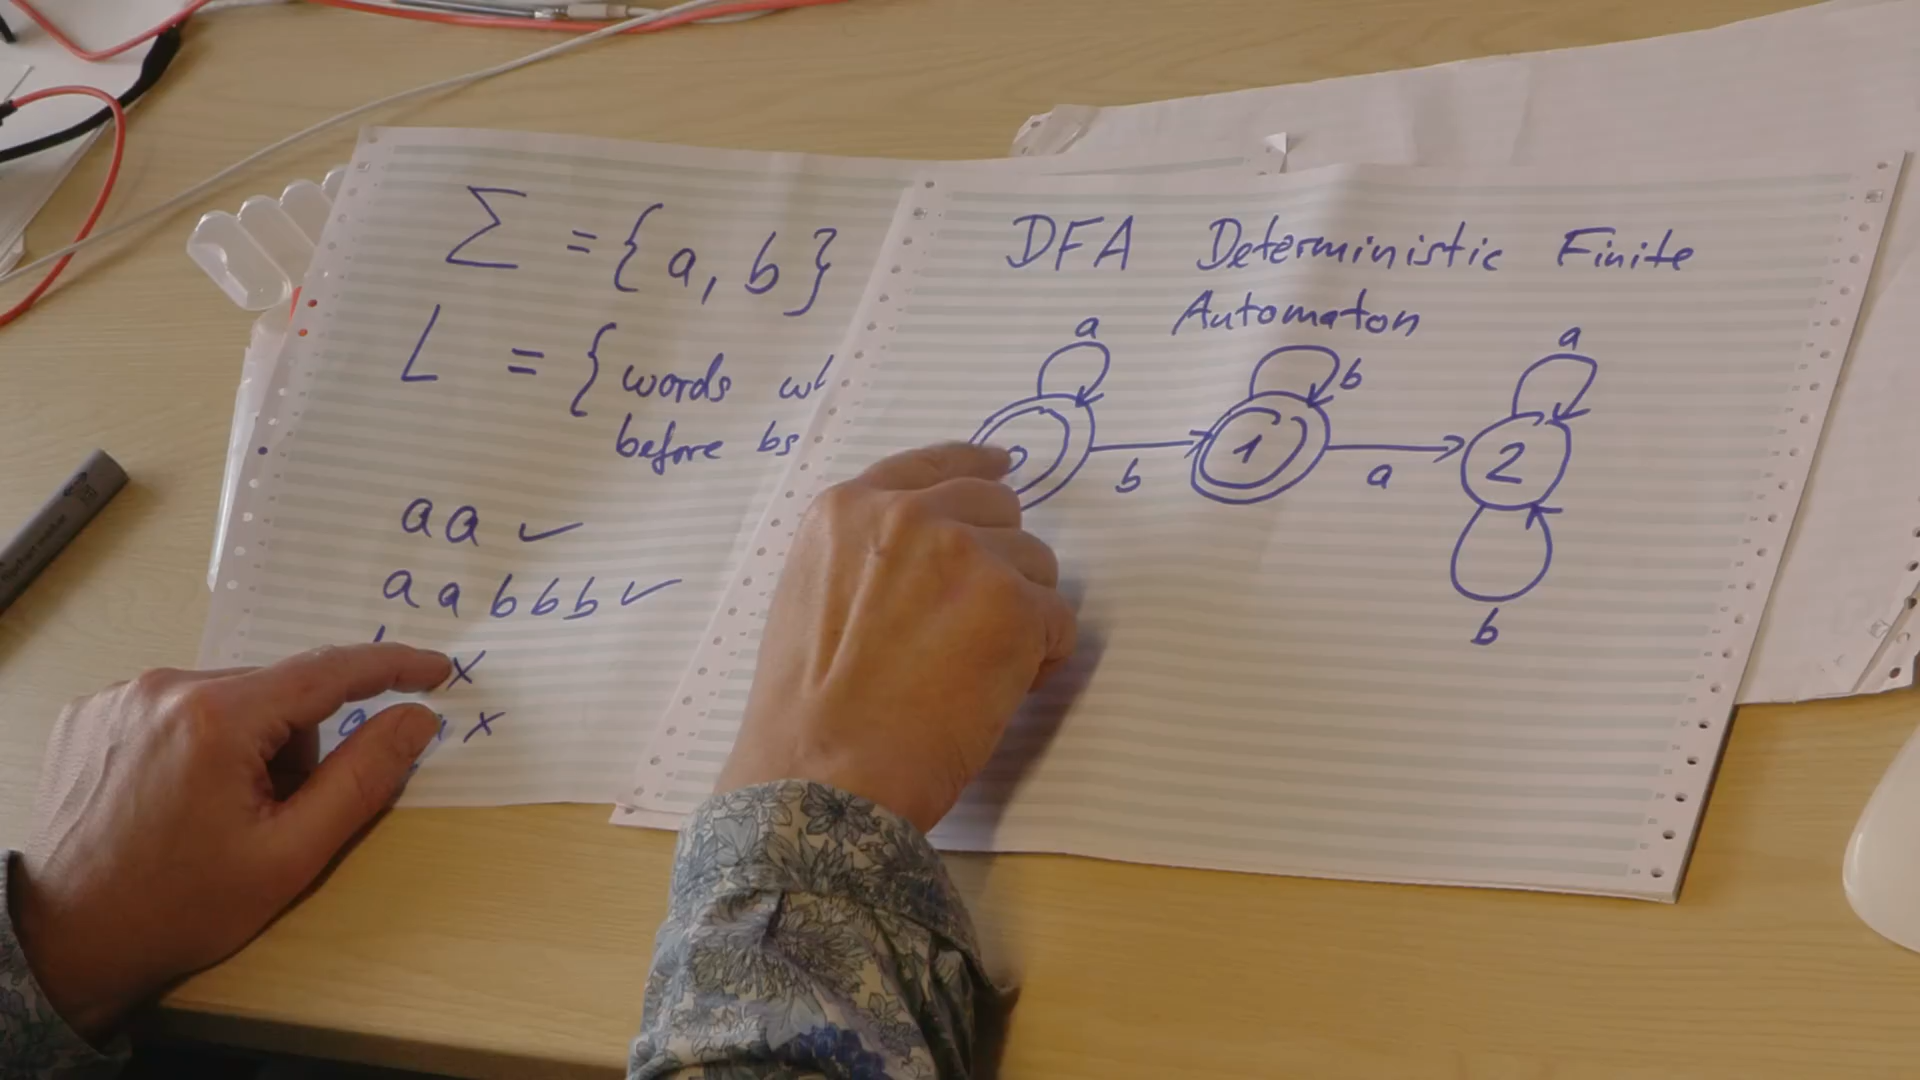 Σ = {a, b}
L = { words
before bs
aa ✓
aabbb ✓
x
a x
DFA Deterministic Finite
Automaton
a
b
a
1
2
b
a
b